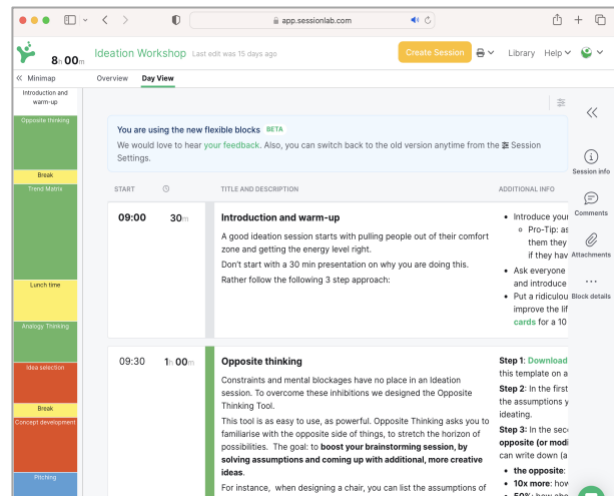 app.sessionlab.com
8h 00m
Ideation Workshop
Last edit was 15 days ago
Create Session
Library
Help
« Minimap
Overview
Day View
Introduction and
warm-up
Opposite thinking
Break
Trend Matrix
Lunch time
Analogy Thinking
Idea selection
Break
Concept development
Pitching
You are using the new flexible blocks BETA
We would love to hear your feedback. Also, you can switch back to the old version anytime from the Session
Settings.
START
TITLE AND DESCRIPTION
ADDITIONAL INFO
09:00
30m
Introduction and warm-up
A good ideation session starts with pulling people out of their comfort
zone and getting the energy level right.
Don't start with a 30 min presentation on why you are doing this.
Rather follow the following 3 step approach:
• Introduce your
Pro-Tip: as
them they
if they hav
• Ask everyone
and introduce
• Put a ridiculou
improve the lif
cards for a 10
09:30
1h 00m
Opposite thinking
Constraints and mental blockages have no place in an Ideation
session. To overcome these inhibitions we designed the Opposite
Thinking Tool.
This tool is as easy to use, as powerful. Opposite Thinking asks you to
familiarise with the opposite side of things, to stretch the horizon of
possibilities. The goal: to boost your brainstorming session, by
solving assumptions and coming up with additional, more creative
ideas.
For instance, when designing a chair, you can list the assumptions of
Step 1: Download
this template on a
Step 2: In the first
the assumptions y
ideating.
Step 3: In the seco
opposite (or modi
can write down (a
• the opposite:
• 10x more: how
• 50%: how abo
Session info
Comments
Attachments
Block details